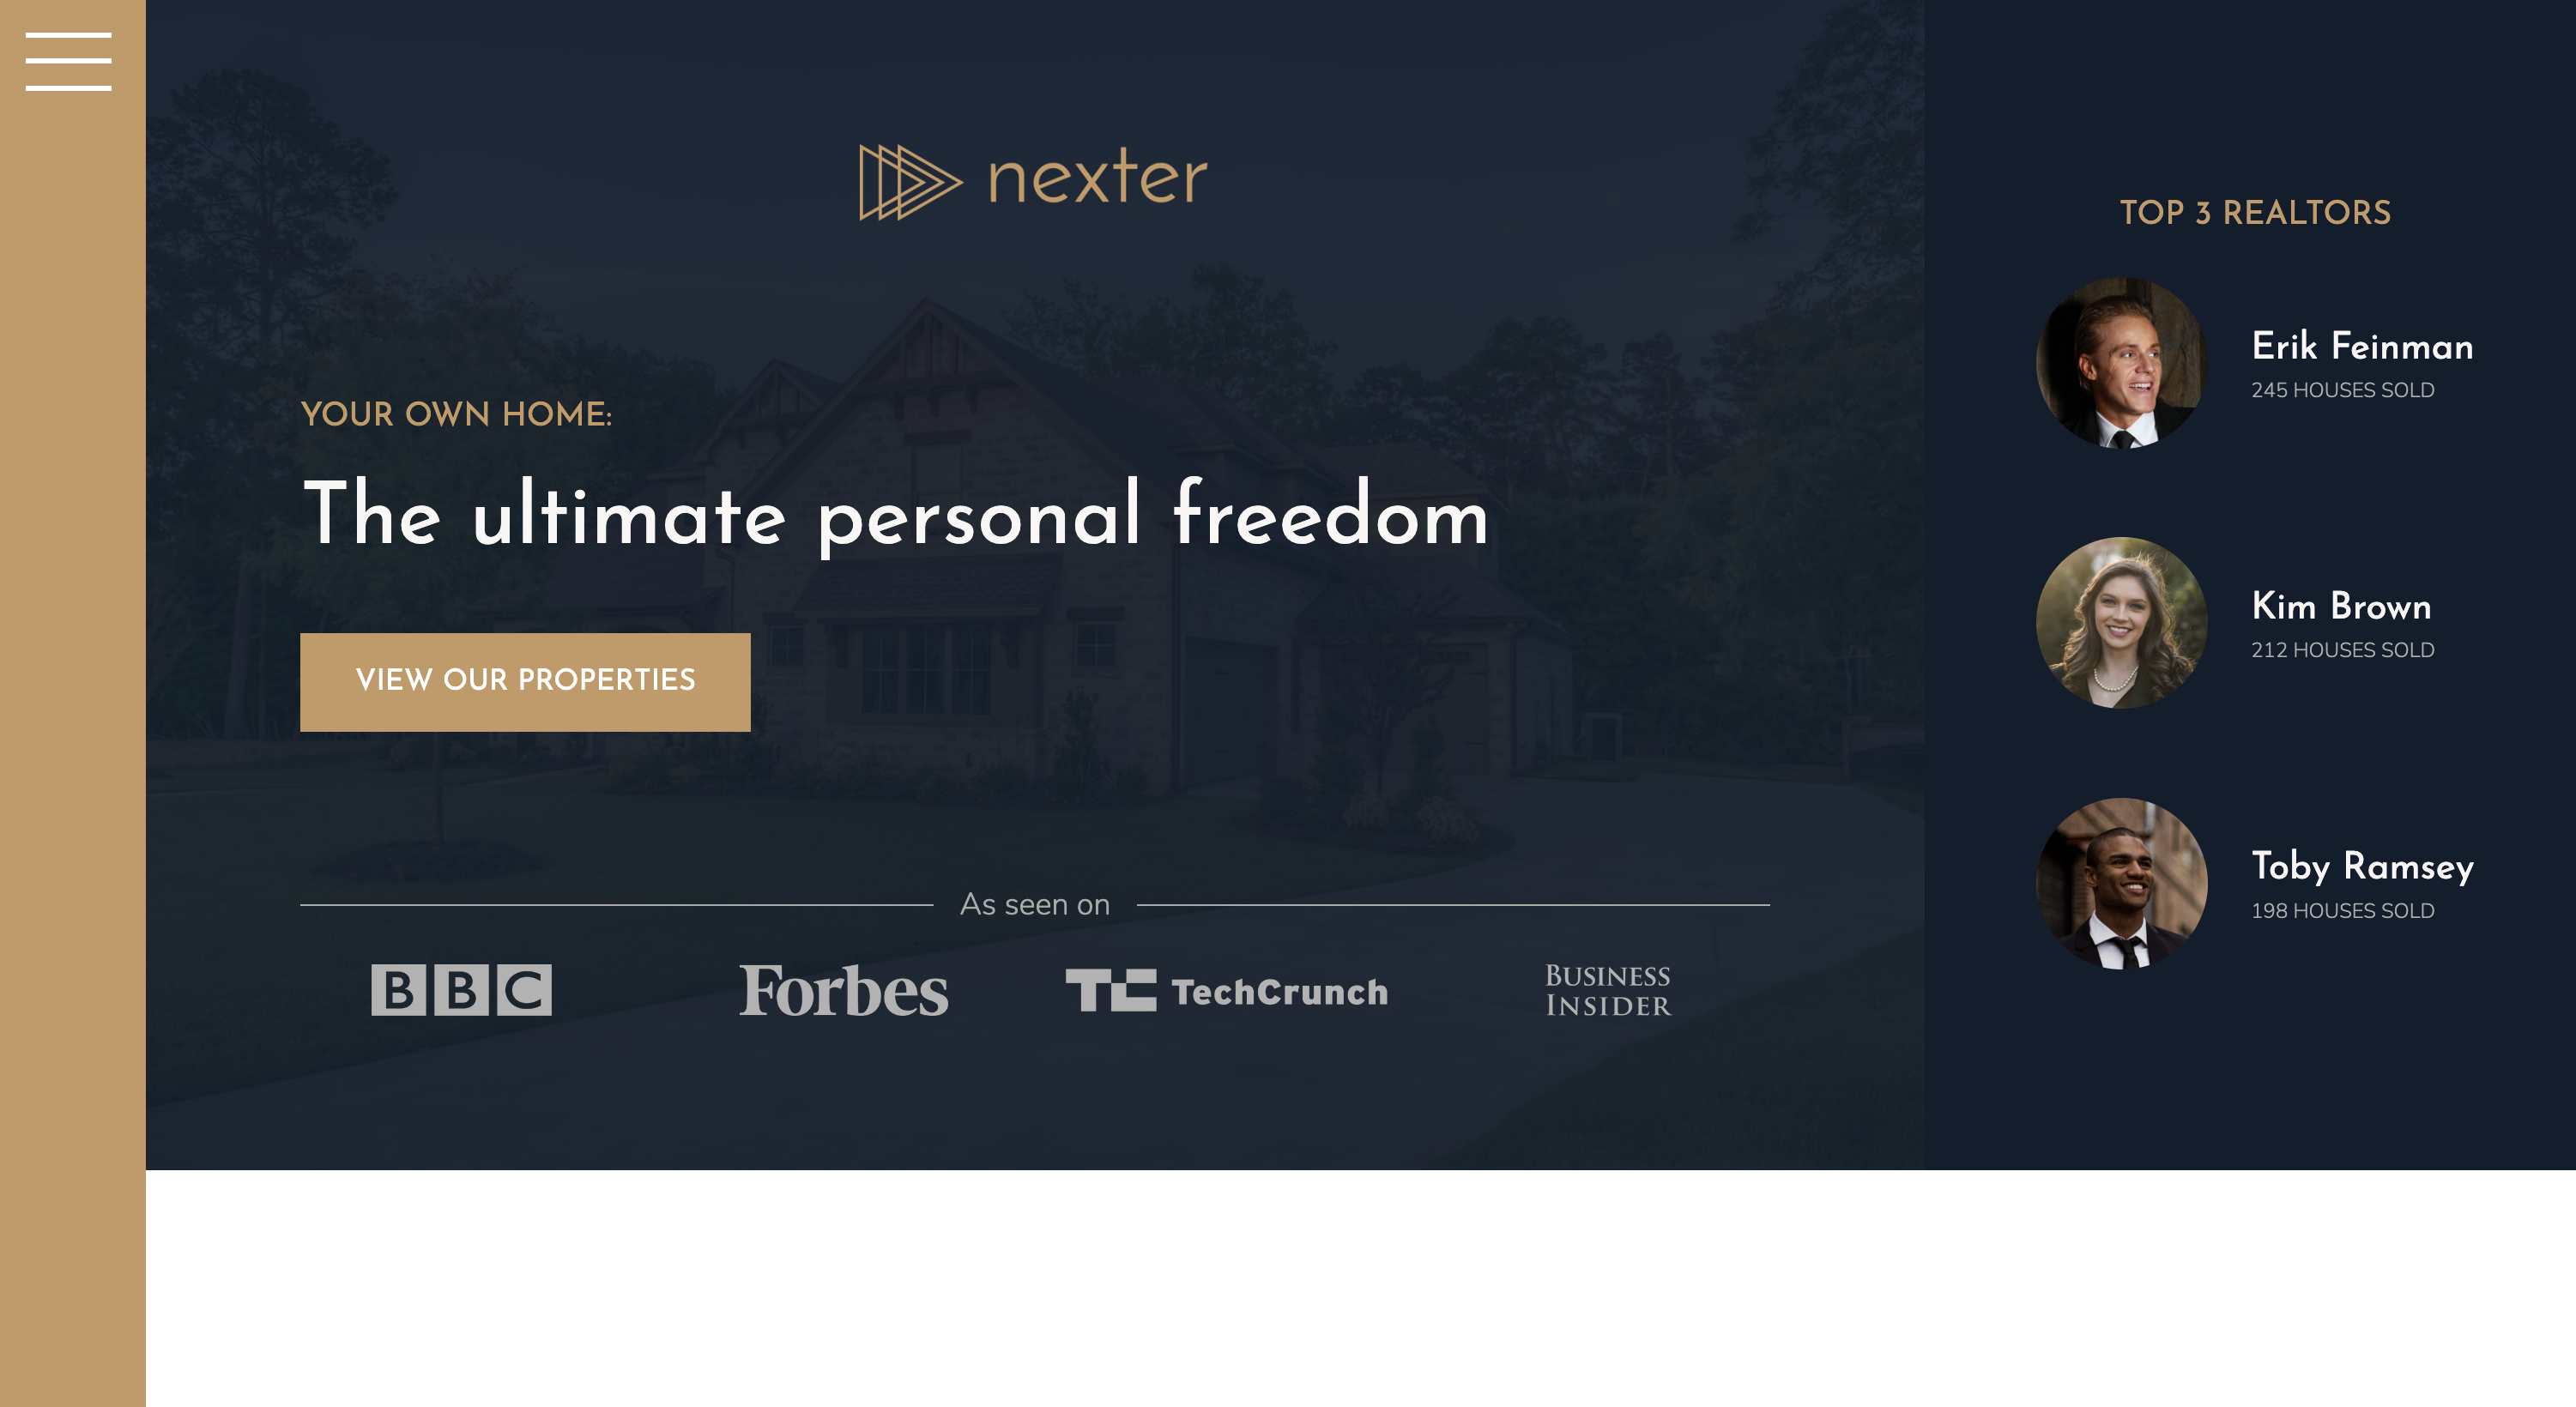 nexter
YOUR OWN HOME:
The ultimate personal freedom
VIEW OUR PROPERTIES
As seen on
BBC
Forbes
TC TechCrunch
BUSINESS
INSIDER
TOP 3 REALTORS
Erik Feinman
245 HOUSES SOLD
Kim Brown
212 HOUSES SOLD
Toby Ramsey
198 HOUSES SOLD